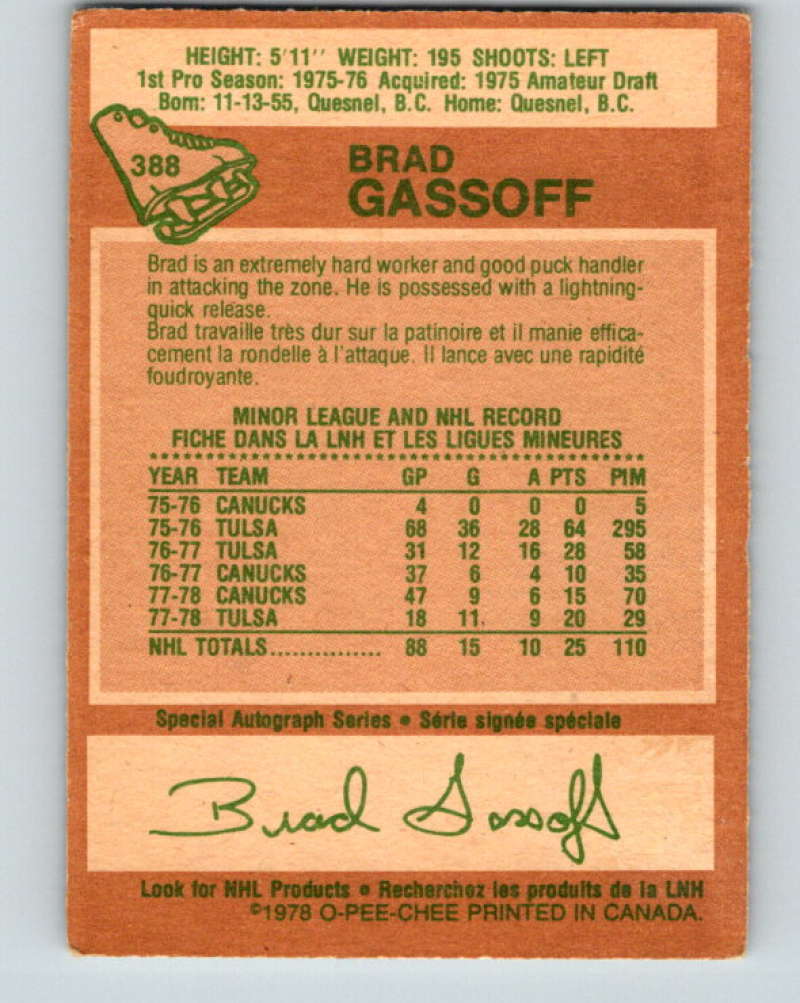 HEIGHT: 5'11'' WEIGHT: 195 SHOOTS: LEFT
1st Pro Season: 1975-76 Acquired: 1975 Amateur Draft
Born: 11-13-55, Quesnel, B.C. Home: Quesnel, B.C.
388
BRAD
GASSOFF
Brad is an extremely hard worker and good puck handler
in attacking the zone. He is possessed with a lightning-
quick release.
Brad travaille très dur sur la patinoire et il manie effica-
cement la rondelle à l'attaque. Il lance avec une rapidité
foudroyante.
MINOR LEAGUE AND NHL RECORD
FICHE DANS LA LNH ET LES LIGUES MINEURES
YEAR TEAM GP G A PTS PIM
75-76 CANUCKS 4 0 0 0 5
75-76 TULSA 68 36 28 64 295
76-77 TULSA 31 12 16 28 58
76-77 CANUCKS 37 6 4 10 35
77-78 CANUCKS 47 9 6 15 70
77-78 TULSA 18 11 9 20 29
NHL TOTALS............... 88 15 10 25 110
Special Autograph Series • Série signée spéciale
Brad Gassoff
Look for NHL Products • Recherchez les produits de la LNH
©1978 O-PEE-CHEE PRINTED IN CANADA.